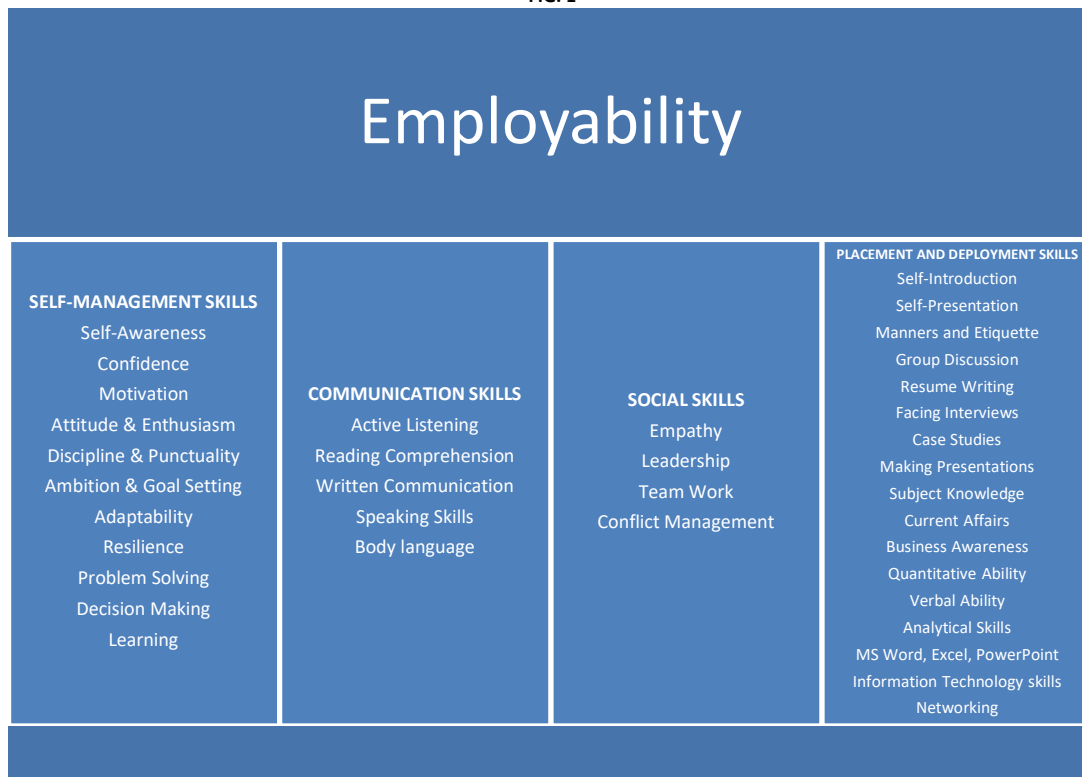 Employability
SELF-MANAGEMENT SKILLS
Self-Awareness
Confidence
Motivation
Attitude & Enthusiasm
Discipline & Punctuality
Ambition & Goal Setting
Adaptability
Resilience
Problem Solving
Decision Making
Learning
COMMUNICATION SKILLS
Active Listening
Reading Comprehension
Written Communication
Speaking Skills
Body language
SOCIAL SKILLS
Empathy
Leadership
Team Work
Conflict Management
PLACEMENT AND DEPLOYMENT SKILLS
Self-Introduction
Self-Presentation
Manners and Etiquette
Group Discussion
Resume Writing
Facing Interviews
Case Studies
Making Presentations
Subject Knowledge
Current Affairs
Business Awareness
Quantitative Ability
Verbal Ability
Analytical Skills
MS Word, Excel, PowerPoint
Information Technology skills
Networking